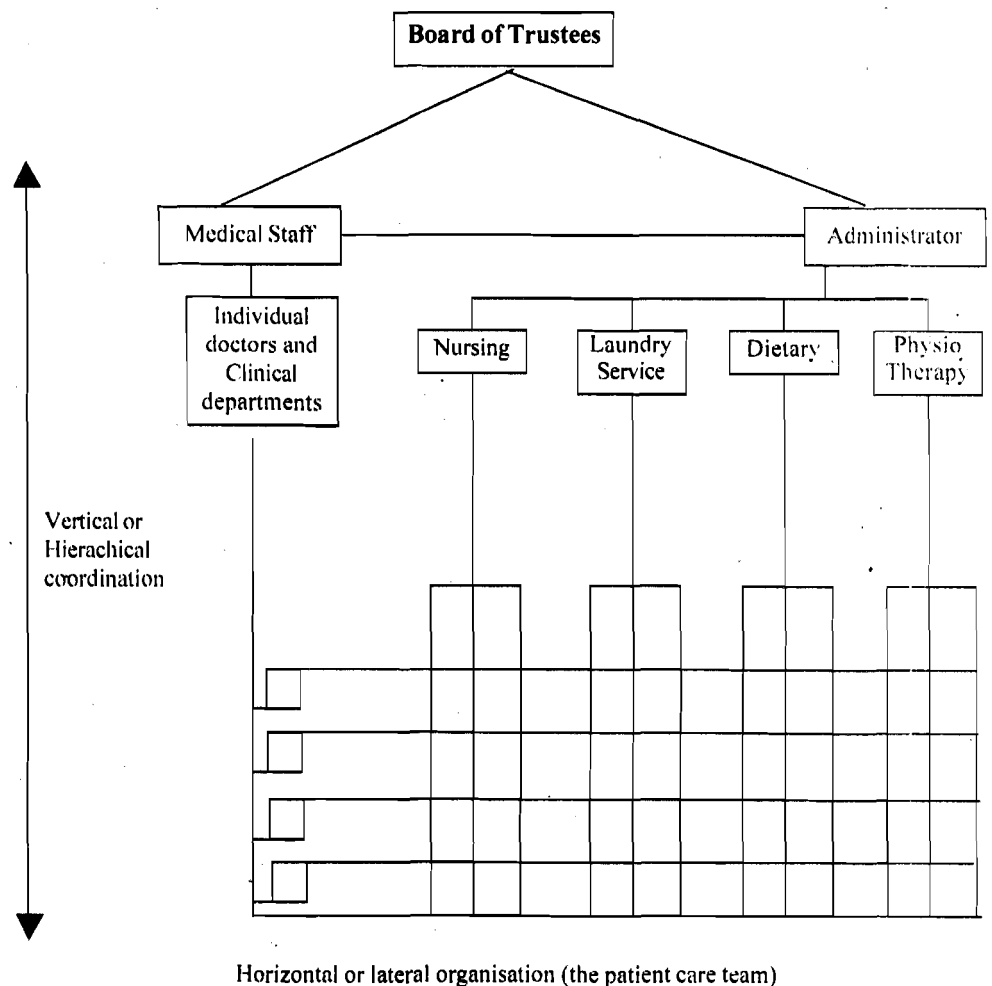 Board of Trustees
Medical Staff
Administrator
Individual
doctors and
Clinical
departments
Nursing
Laundry
Service
Dietary
Physio
Therapy
Vertical or
Hierachical
coordination
Horizontal or lateral organisation (the patient care team)